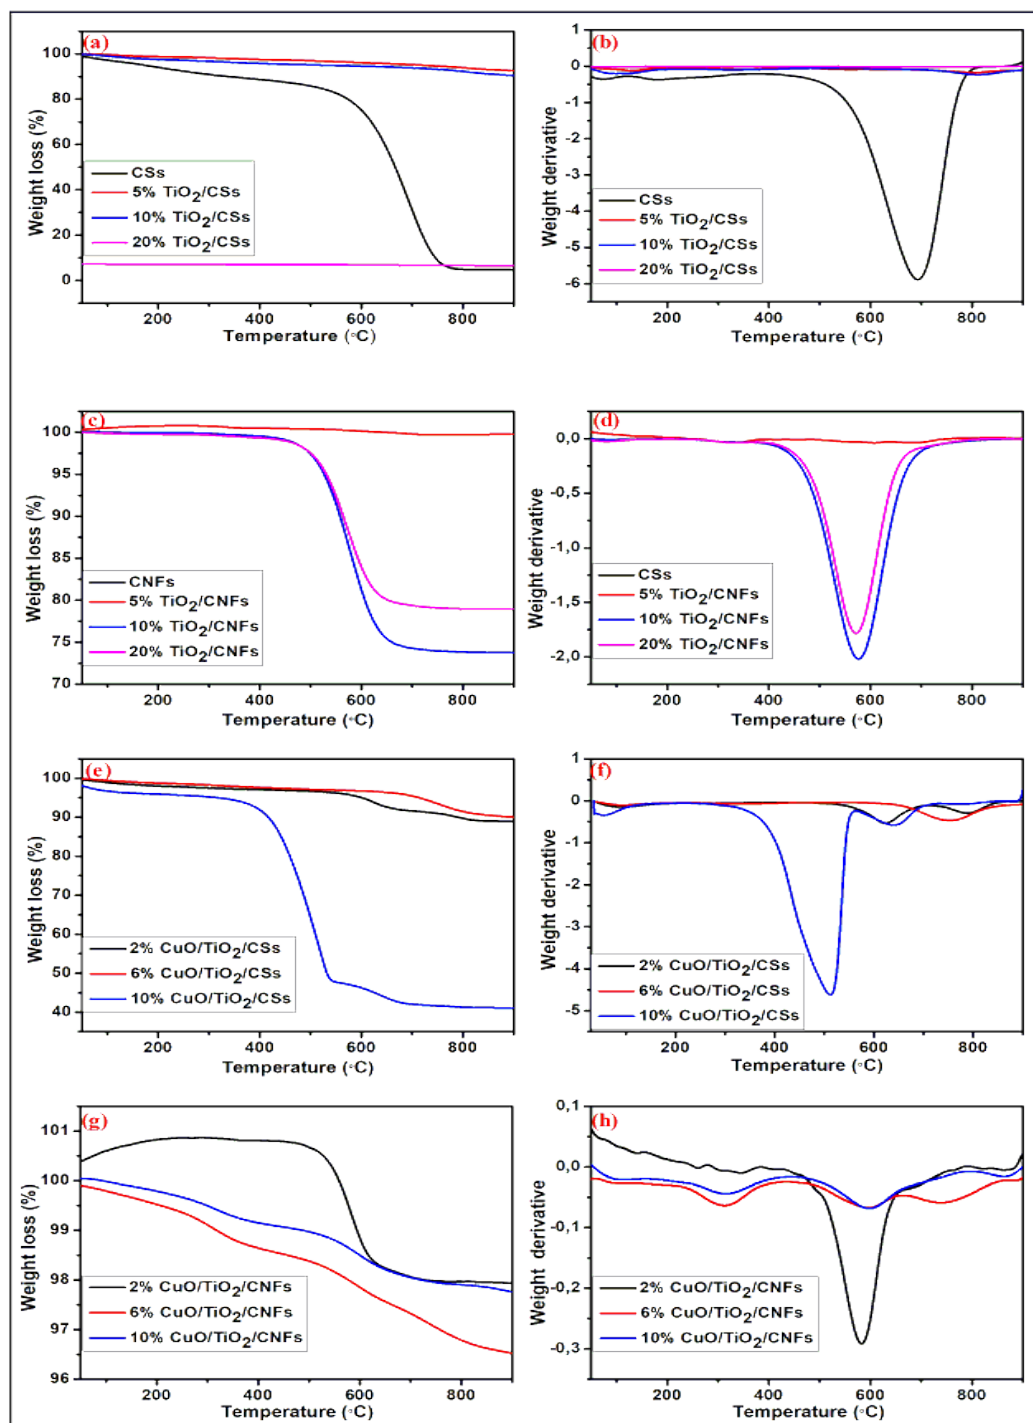 (a)
100
80
60
40
20
0
Weight loss (%)
CSs
5% TiO2/CSs
10% TiO2/CSs
20% TiO2/CSs
200 400 600 800
Temperature (◦C)
(b)
1
0
-1
-2
-3
-4
-5
-6
Weight derivative
CSs
5% TiO2/CSs
10% TiO2/CSs
20% TiO2/CSs
200 400 600 800
Temperature (◦C)
(c)
100
95
90
85
80
75
70
Weight loss (%)
CNFs
5% TiO2/CNFs
10% TiO2/CNFs
20% TiO2/CNFs
200 400 600 800
Temperature (◦C)
(d)
0,0
-0,5
-1,0
-1,5
-2,0
Weight derivative
CSs
5% TiO2/CNFs
10% TiO2/CNFs
20% TiO2/CNFs
200 400 600 800
Temperature (◦C)
(e)
100
90
80
70
60
50
40
Weight loss (%)
2% CuO/TiO2/CSs
6% CuO/TiO2/CSs
10% CuO/TiO2/CSs
200 400 600 800
Temperature (◦C)
(f)
1
0
-1
-2
-3
-4
-5
Weight derivative
2% CuO/TiO2/CSs
6% CuO/TiO2/CSs
10% CuO/TiO2/CSs
200 400 600 800
Temperature (◦C)
(g)
101
100
99
98
97
96
Weight loss (%)
2% CuO/TiO2/CNFs
6% CuO/TiO2/CNFs
10% CuO/TiO2/CNFs
200 400 600 800
Temperature (◦C)
(h)
0,1
0,0
-0,1
-0,2
-0,3
Weight derivative
2% CuO/TiO2/CNFs
6% CuO/TiO2/CNFs
10% CuO/TiO2/CNFs
200 400 600 800
Temperature (◦C)